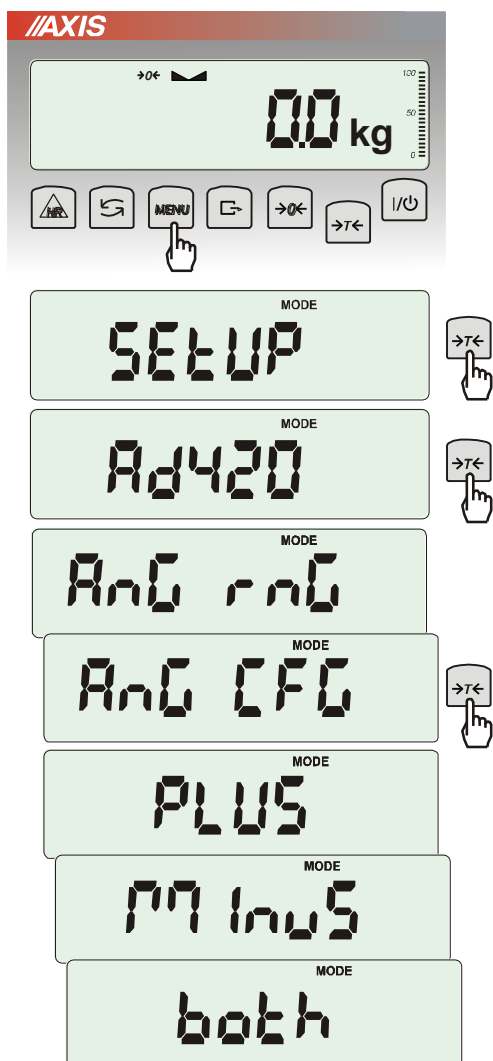 //AXIS
→0← 100
0.0 kg 50
0
HR MENU →0← →T← I/⏻
MODE
SEtUP →T←
MODE
Ad420 →T←
MODE
AnG rnG
MODE
AnG CFG →T←
MODE
PLUS
MODE
MInuS
MODE
both